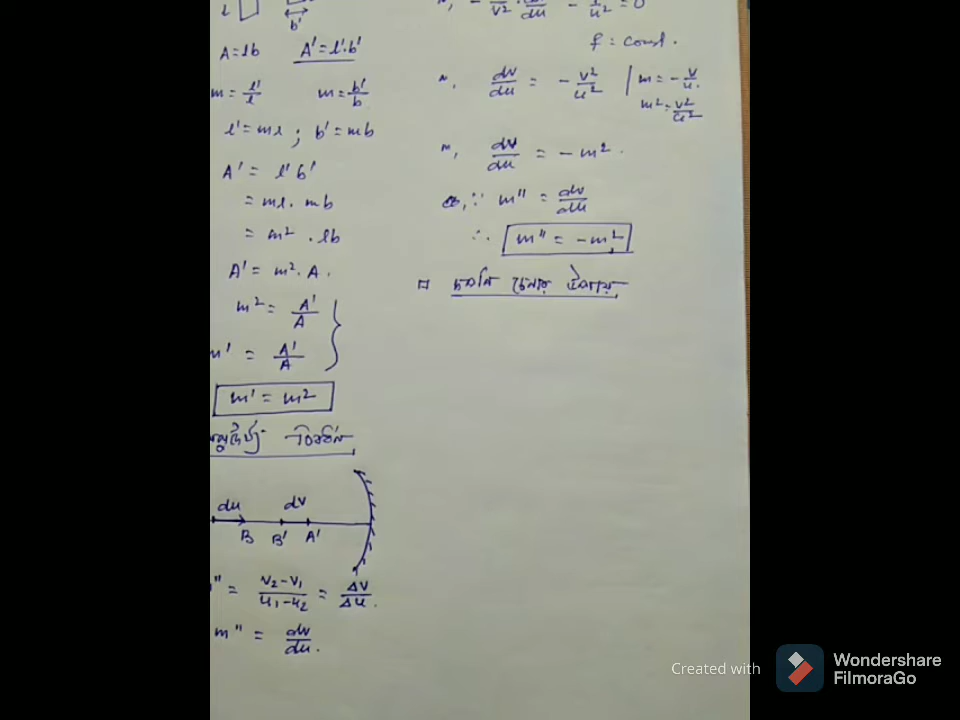 l
b'
A = lb A' = l'.b'
m = l'/l m = b'/b
l' = ml ; b' = mb
A' = l' b'
= ml. mb
= m² . lb
A' = m². A.
m² = A'/A
m' = A'/A
m' = m²
du dv
B B' A'
" = v₂-v₁/u₁-u₂ = Δv/Δu.
m" = dv/du.
f = const.
dv/du = - v²/u² | m = - v/u.
m² = v²/u²
dv/du = - m².
∵ m" = dv/du
∴ m" = -m²
Created with Wondershare
FilmoraGo